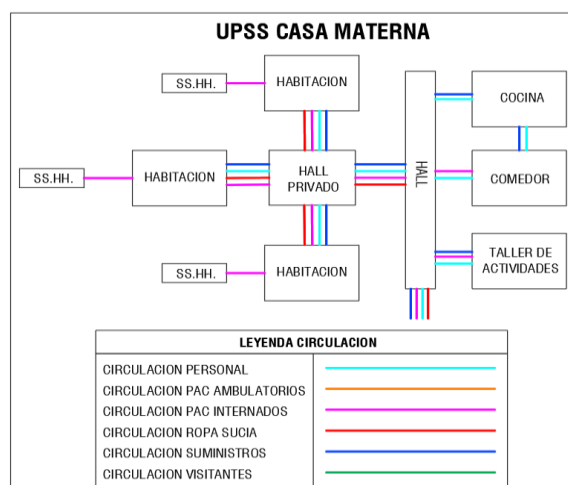 UPSS CASA MATERNA
SS.HH.
HABITACION
COCINA
SS.HH.
HABITACION
HALL
PRIVADO
HALL
COMEDOR
SS.HH.
HABITACION
TALLER DE
ACTIVIDADES
LEYENDA CIRCULACION
CIRCULACION PERSONAL
CIRCULACION PAC AMBULATORIOS
CIRCULACION PAC INTERNADOS
CIRCULACION ROPA SUCIA
CIRCULACION SUMINISTROS
CIRCULACION VISITANTES